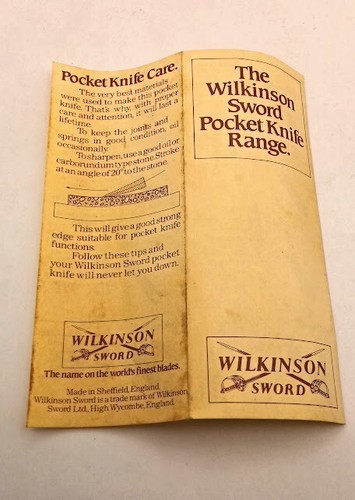 Pocket Knife Care.
The very best materials
were used to make this pocket
knife. That's why, with proper
care and attention, it will last a
lifetime.
To keep the joints and
springs in good condition, oil
occasionally.
To sharpen, use a good oil or
carborundum type stone. Stroke
at an angle of 20° to the stone.
This will give a good strong
edge suitable for pocket knife
functions.
Follow these tips and
your Wilkinson Sword pocket
knife will never let you down.
WILKINSON
SWORD
The name on the world's finest blades.
Made in Sheffield, England.
Wilkinson Sword is a trade mark of Wilkinson
Sword Ltd., High Wycombe, England.
The
Wilkinson
Sword
Pocket Knife
Range.
WILKINSON
SWORD